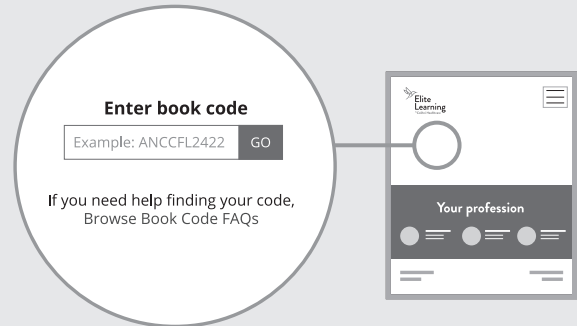 Enter book code
Example: ANCCFL2422 GO
If you need help finding your code,
Browse Book Code FAQs
Elite
Learning
Your profession